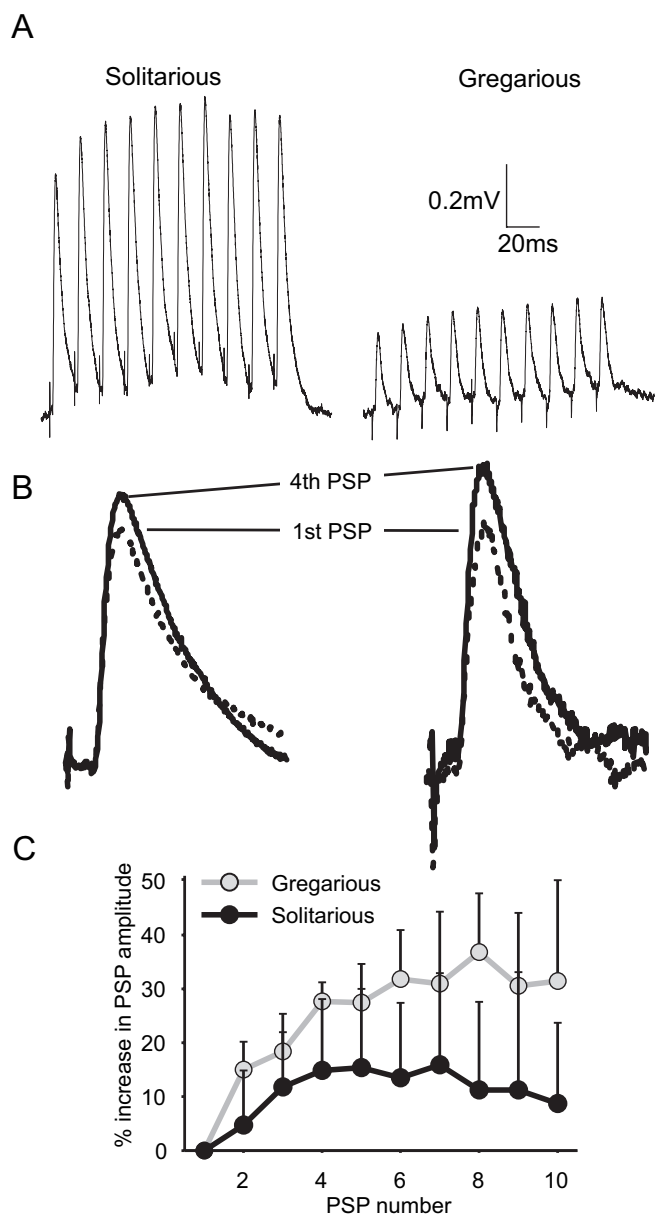 A
Solitarious
Gregarious
0.2mV
20ms
B
4th PSP
1st PSP
C
% increase in PSP amplitude
50
40
30
20
10
0
Gregarious
Solitarious
2
4
6
8
10
PSP number